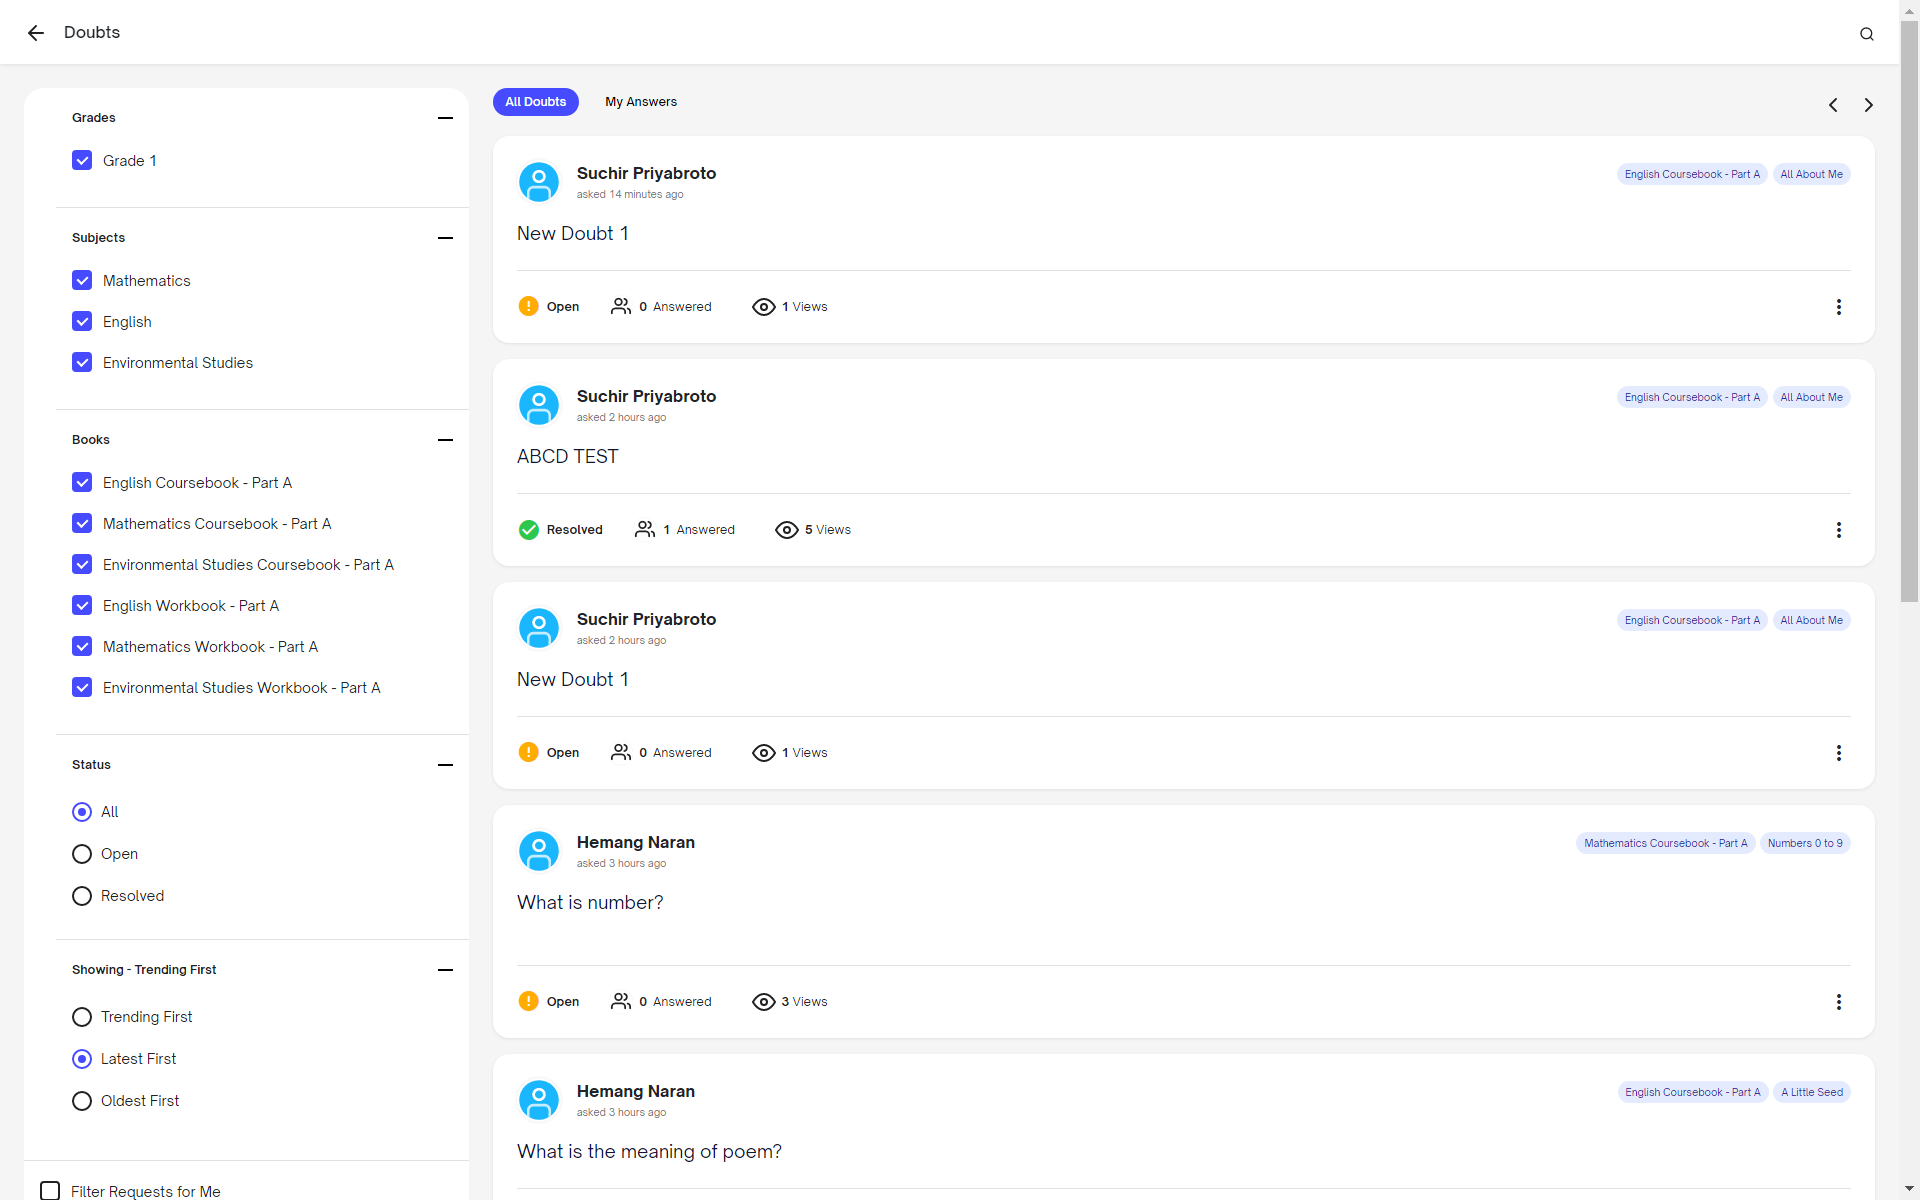 Doubts
Grades
Grade 1
Subjects
Mathematics
English
Environmental Studies
Books
English Coursebook - Part A
Mathematics Coursebook - Part A
Environmental Studies Coursebook - Part A
English Workbook - Part A
Mathematics Workbook - Part A
Environmental Studies Workbook - Part A
Status
All
Open
Resolved
Showing - Trending First
Trending First
Latest First
Oldest First
Filter Requests for Me
All Doubts My Answers
Suchir Priyabroto English Coursebook - Part A All About Me
asked 14 minutes ago
New Doubt 1
Open 0 Answered 1 Views
Suchir Priyabroto English Coursebook - Part A All About Me
asked 2 hours ago
ABCD TEST
Resolved 1 Answered 5 Views
Suchir Priyabroto English Coursebook - Part A All About Me
asked 2 hours ago
New Doubt 1
Open 0 Answered 1 Views
Hemang Naran Mathematics Coursebook - Part A Numbers 0 to 9
asked 3 hours ago
What is number?
Open 0 Answered 3 Views
Hemang Naran English Coursebook - Part A A Little Seed
asked 3 hours ago
What is the meaning of poem?